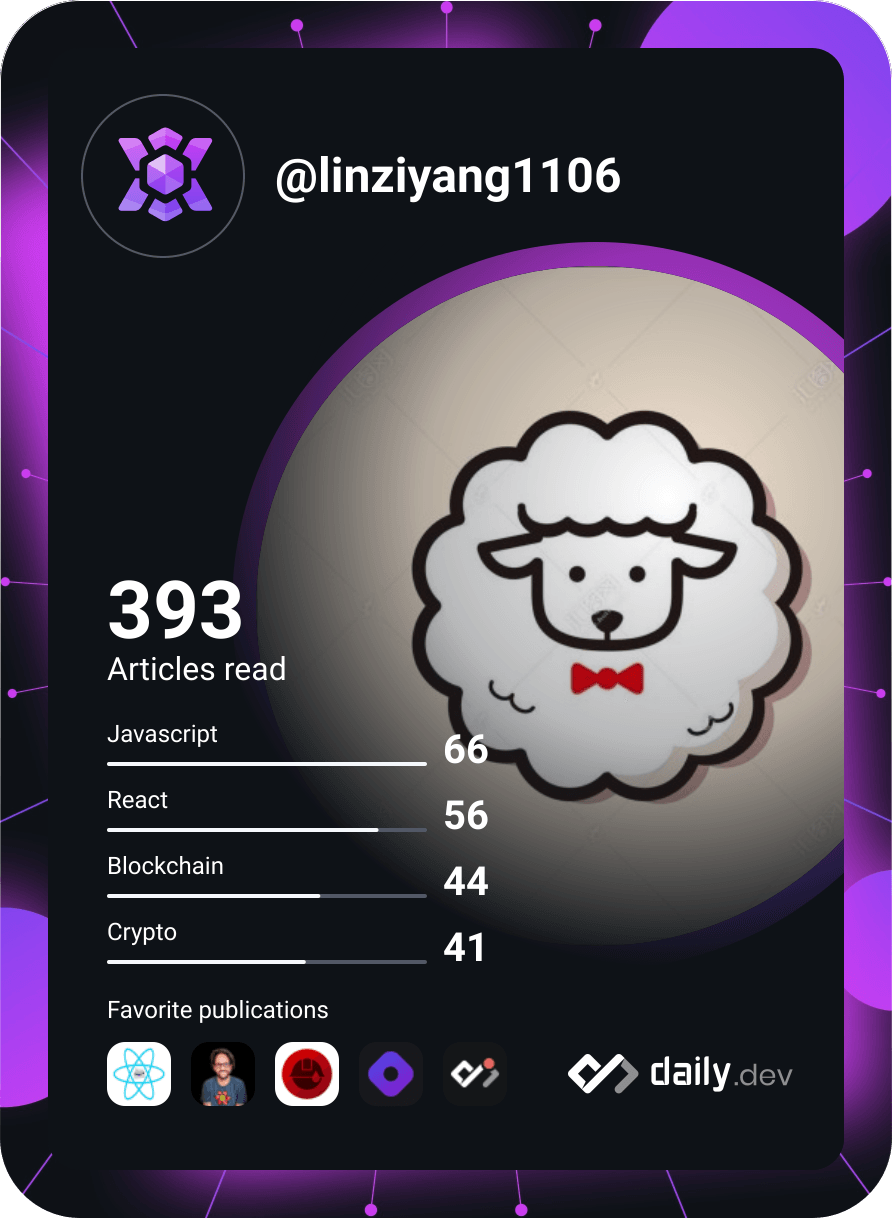 @linziyang1106
393
Articles read
Javascript
66
React
56
Blockchain
44
Crypto
41
Favorite publications
daily.dev